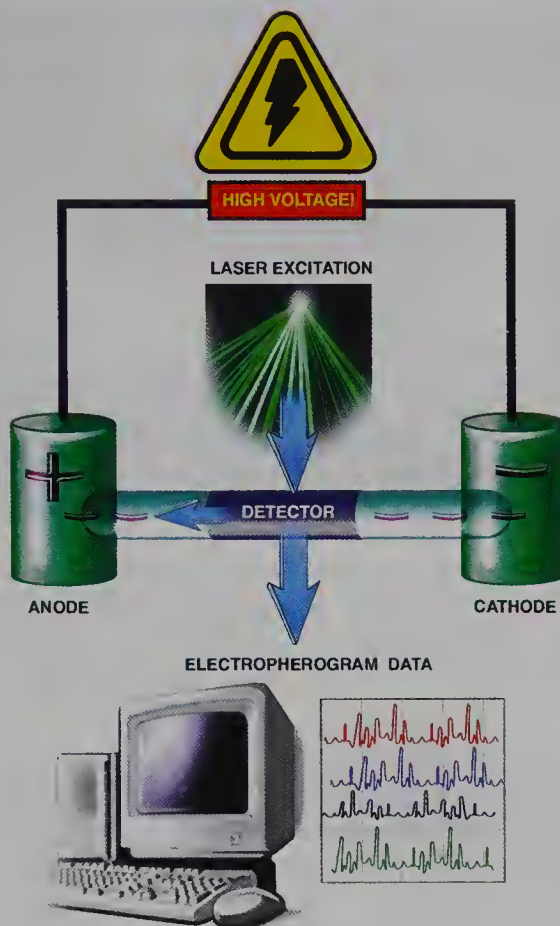 HIGH VOLTAGE!
LASER EXCITATION
+
−
DETECTOR
ANODE
CATHODE
ELECTROPHEROGRAM DATA